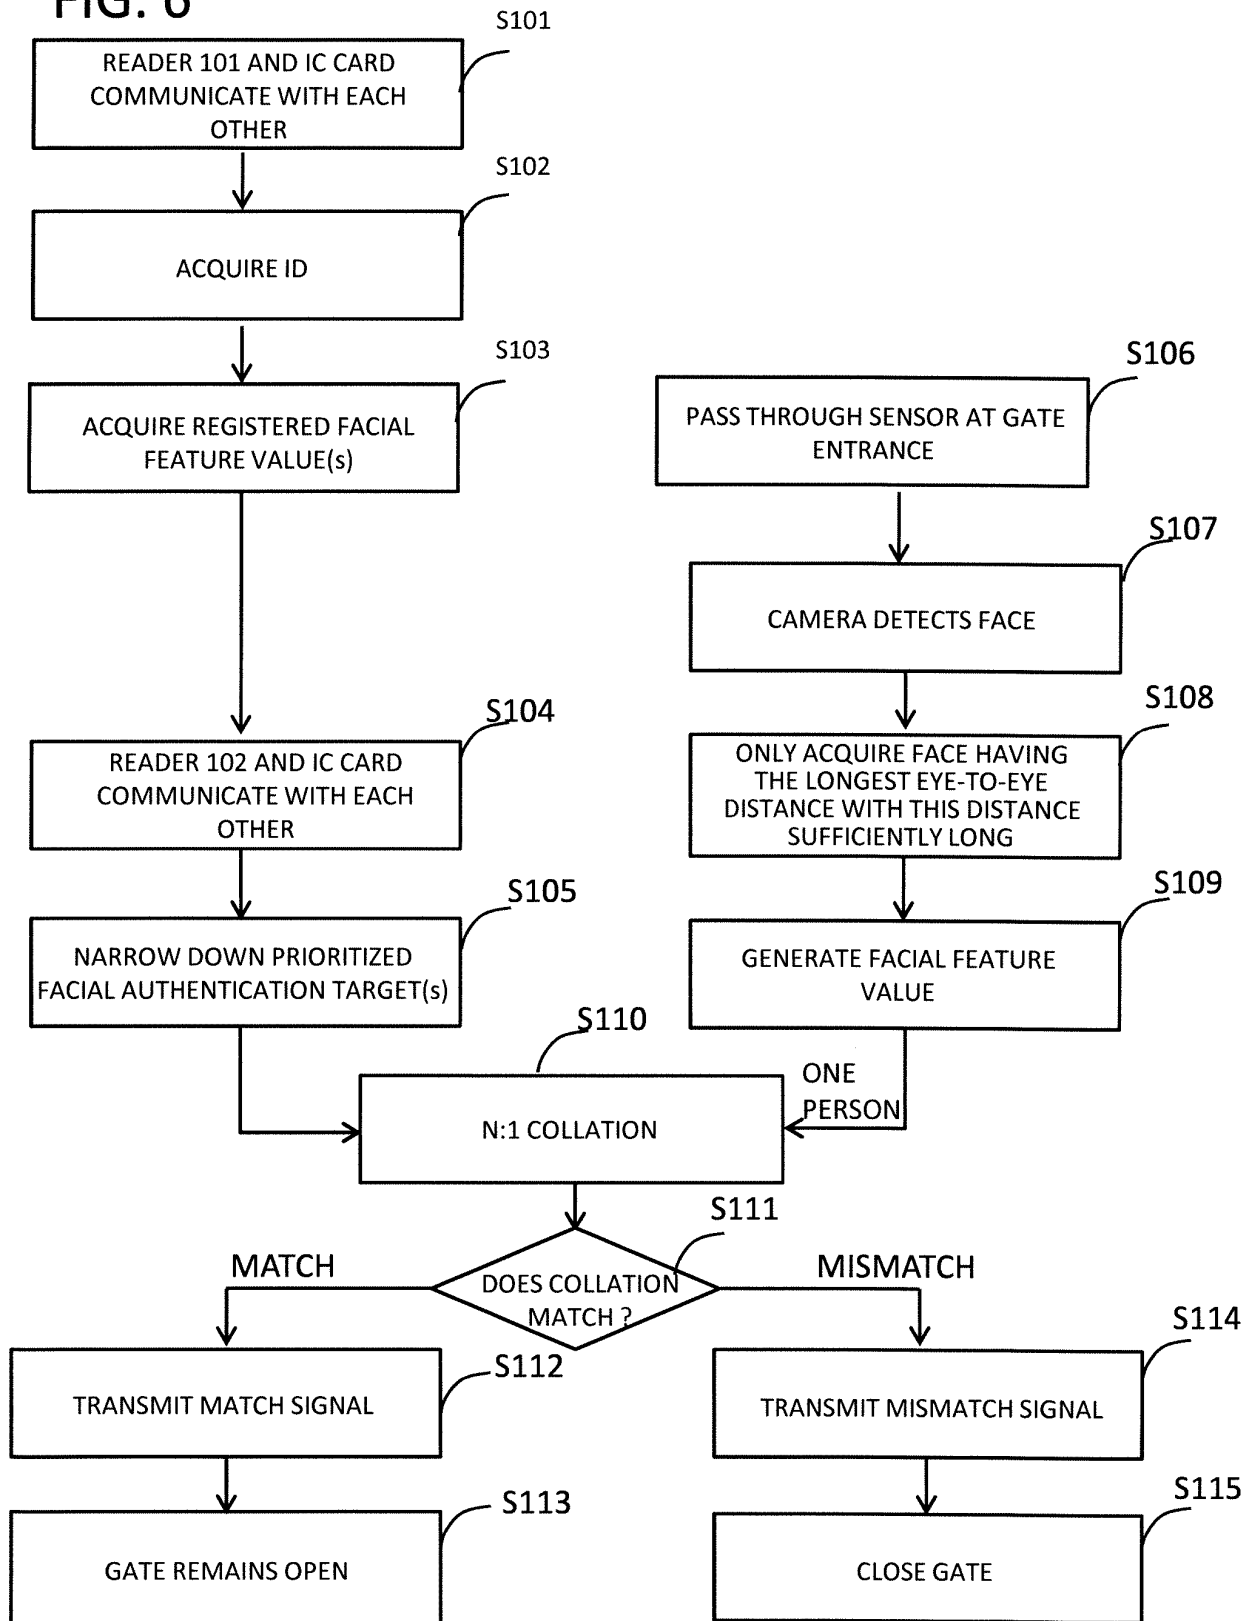 FIG. 6
S101
READER 101 AND IC CARD
COMMUNICATE WITH EACH
OTHER
S102
ACQUIRE ID
S103
ACQUIRE REGISTERED FACIAL
FEATURE VALUE(s)
S106
PASS THROUGH SENSOR AT GATE
ENTRANCE
S107
CAMERA DETECTS FACE
S104
READER 102 AND IC CARD
COMMUNICATE WITH EACH
OTHER
S108
ONLY ACQUIRE FACE HAVING
THE LONGEST EYE-TO-EYE
DISTANCE WITH THIS DISTANCE
SUFFICIENTLY LONG
S105
NARROW DOWN PRIORITIZED
FACIAL AUTHENTICATION TARGET(s)
S109
GENERATE FACIAL FEATURE
VALUE
S110
N:1 COLLATION
ONE
PERSON
S111
DOES COLLATION
MATCH ?
MATCH
MISMATCH
S112
TRANSMIT MATCH SIGNAL
S114
TRANSMIT MISMATCH SIGNAL
S113
GATE REMAINS OPEN
S115
CLOSE GATE